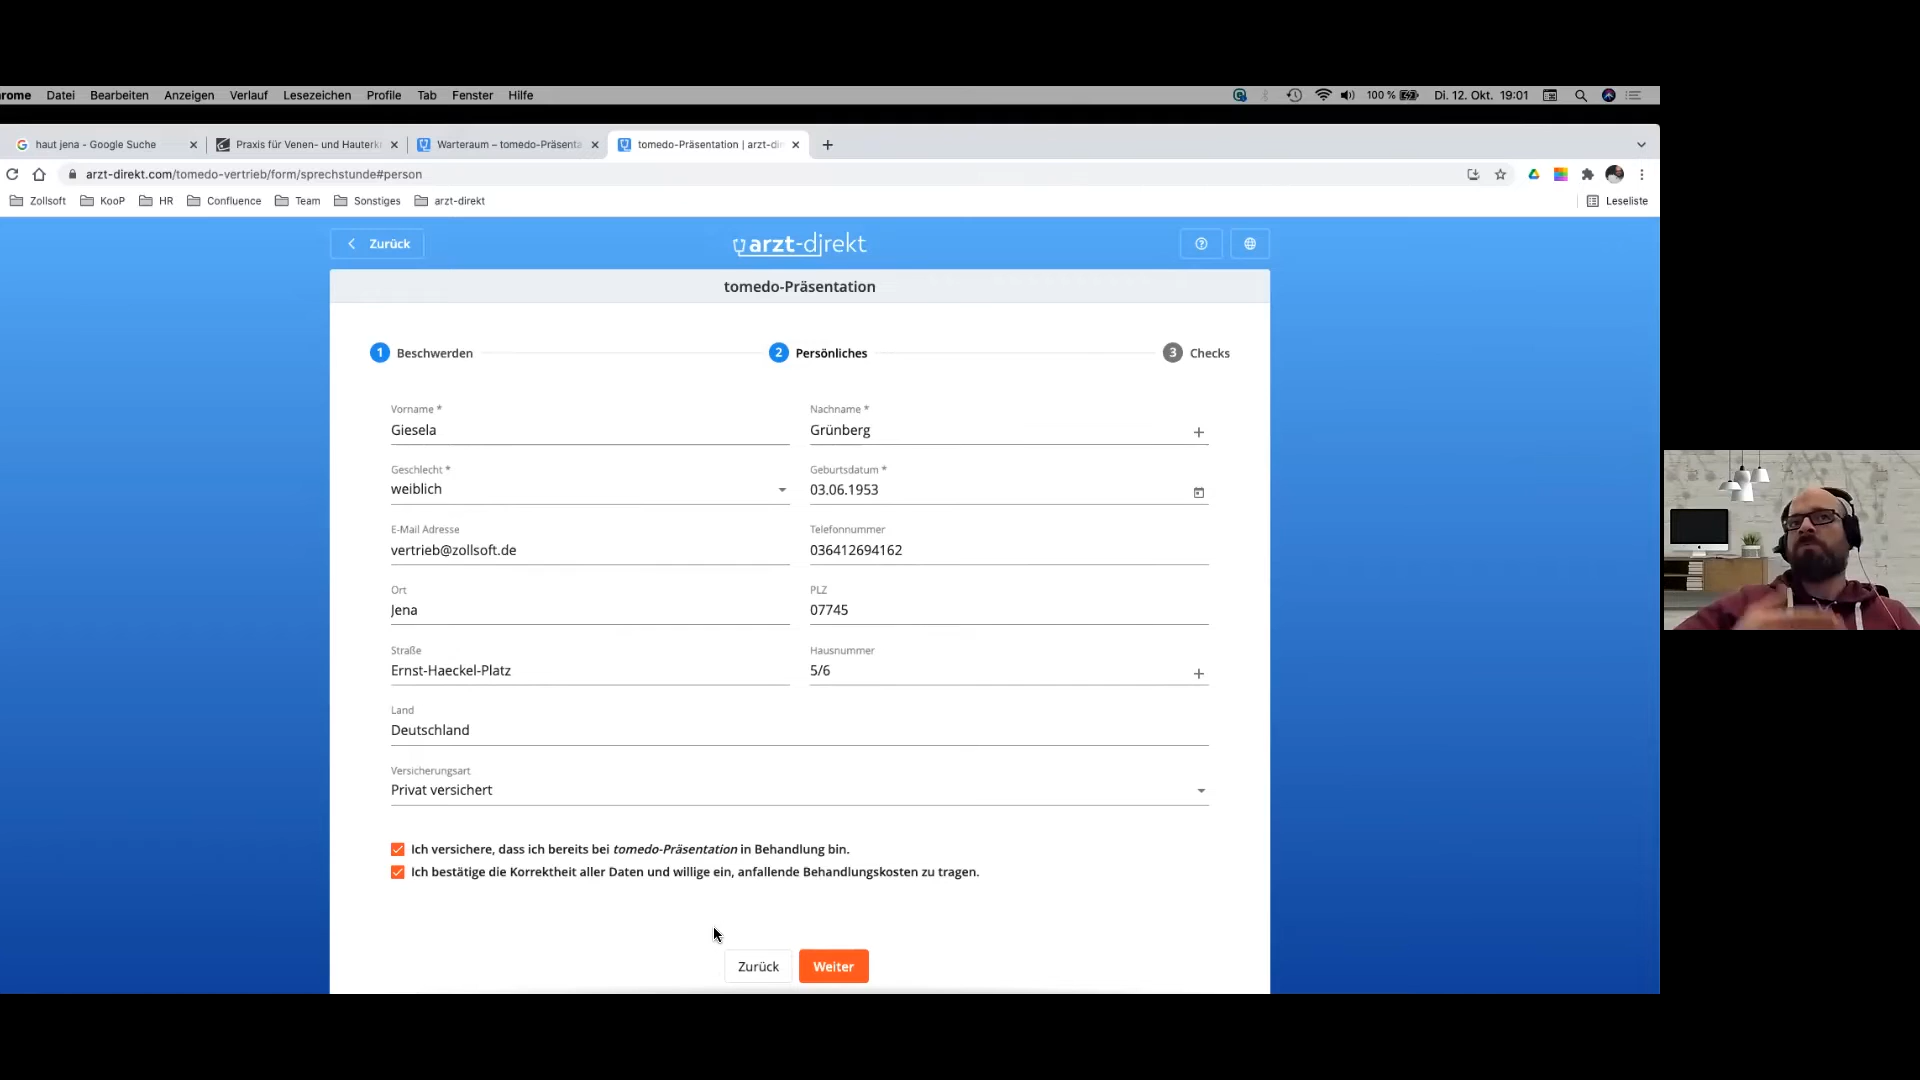 rome Datei Bearbeiten Anzeigen Verlauf Lesezeichen Profile Tab Fenster Hilfe 100 % Di. 12. Okt. 19:01
haut jena - Google Suche Praxis für Venen- und Hauterk Warteraum – tomedo-Präsenta tomedo-Präsentation | arzt-dir
arzt-direkt.com/tomedo-vertrieb/form/sprechstunde#person
Zollsoft KooP HR Confluence Team Sonstiges arzt-direkt Leseliste
Zurück arzt-direkt
tomedo-Präsentation
1 Beschwerden 2 Persönliches 3 Checks
Vorname * Nachname *
Giesela Grünberg
Geschlecht * Geburtsdatum *
weiblich 03.06.1953
E-Mail Adresse Telefonnummer
vertrieb@zollsoft.de 036412694162
Ort PLZ
Jena 07745
Straße Hausnummer
Ernst-Haeckel-Platz 5/6
Land
Deutschland
Versicherungsart
Privat versichert
Ich versichere, dass ich bereits bei tomedo-Präsentation in Behandlung bin.
Ich bestätige die Korrektheit aller Daten und willige ein, anfallende Behandlungskosten zu tragen.
Zurück Weiter